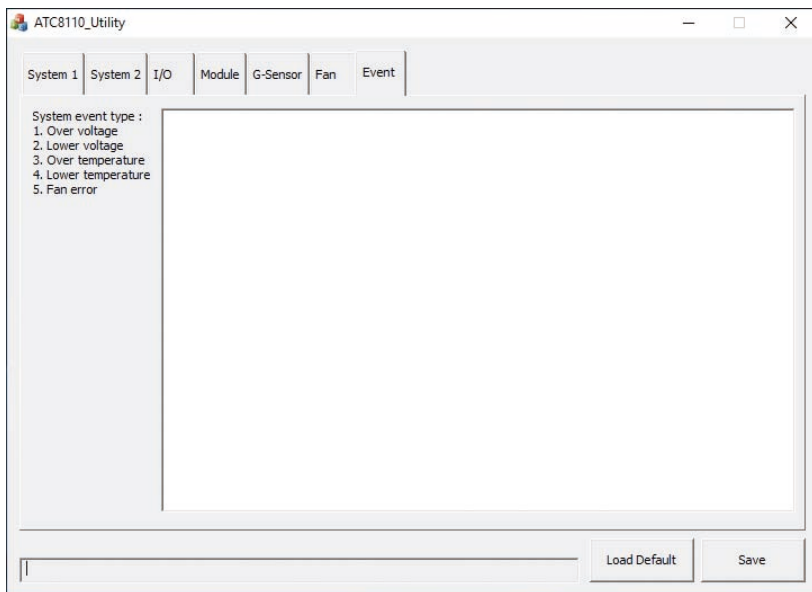 ATC8110_Utility
System 1 System 2 I/O Module G-Sensor Fan Event
System event type :
1. Over voltage
2. Lower voltage
3. Over temperature
4. Lower temperature
5. Fan error
Load Default Save